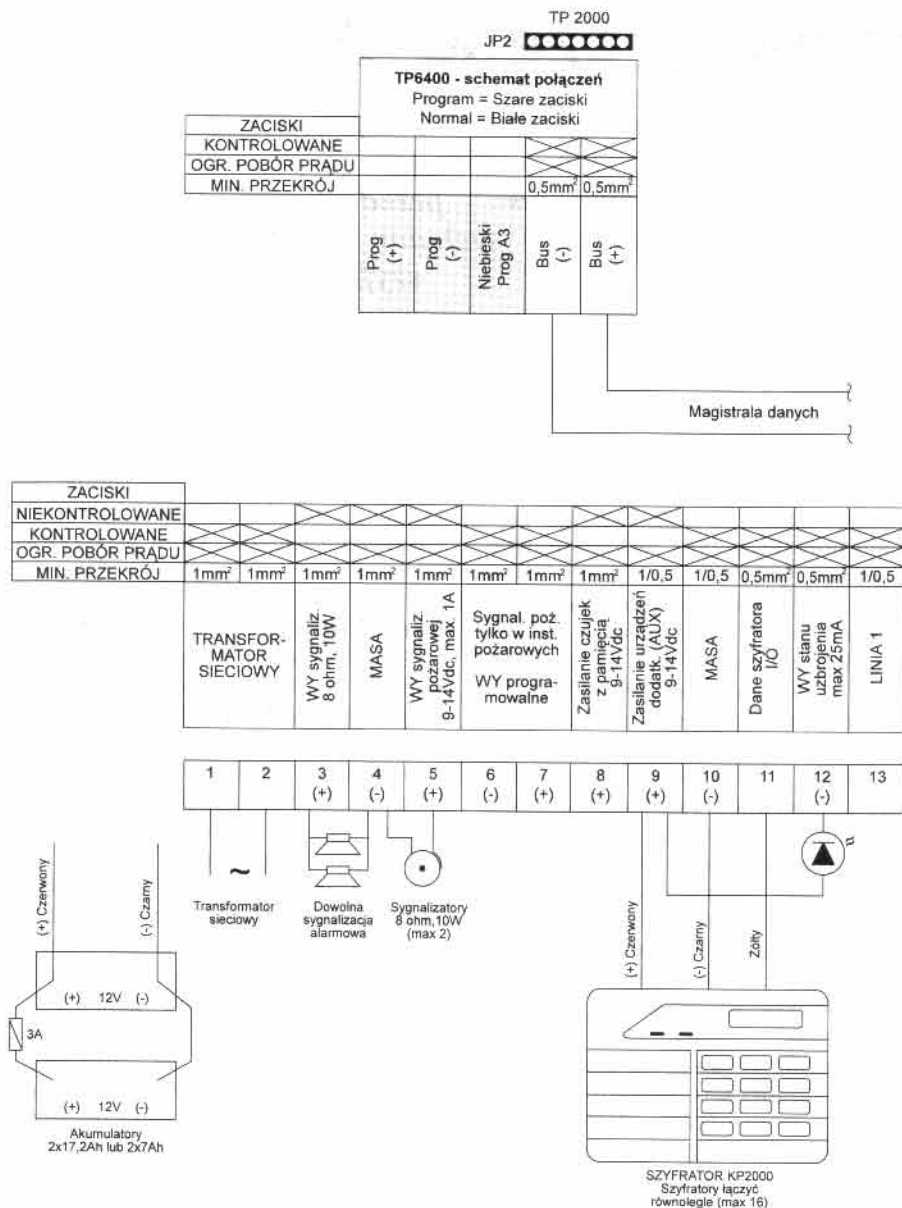 TP 2000
JP2
TP6400 - schemat połączeń
Program = Szare zaciski
Normal = Białe zaciski
ZACISKI
KONTROLOWANE
OGR. POBÓR PRĄDU
MIN. PRZEKRÓJ 0,5mm² 0,5mm²
Prog (+)
Prog (-)
Niebieski Prog A3
Bus (-)
Bus (+)
Magistrala danych
ZACISKI
NIEKONTROLOWANE
KONTROLOWANE
OGR. POBÓR PRĄDU
MIN. PRZEKRÓJ 1mm² 1mm² 1mm² 1mm² 1mm² 1mm² 1mm² 1mm² 1/0,5 1/0,5 0,5mm² 0,5mm² 1/0,5
TRANSFOR-
MATOR
SIECIOWY
WY sygnaliz.
8 ohm, 10W
MASA
WY sygnaliz.
pożarowej
9-14Vdc, max. 1A
Sygnal. poż.
tylko w inst.
pożarowych
WY progra-
mowalne
Zasilanie czujek
z pamięcią
9-14Vdc
Zasilanie urządzeń
dodatk. (AUX)
9-14Vdc
MASA
Dane szyfratora
I/O
WY stanu
uzbrojenia
max 25mA
LINIA 1
1 2 3 4 5 6 7 8 9 10 11 12 13
(+) (-) (+) (-) (+) (+) (+) (-) (-)
~
Transformator
sieciowy
Dowolna
sygnalizacja
alarmowa
Sygnalizatory
8 ohm,10W
(max 2)
(+) Czerwony
(-) Czarny
(+) 12V (-)
3A
(+) 12V (-)
Akumulatory
2x17,2Ah lub 2x7Ah
(+) Czerwony
(-) Czarny
Żółty
SZYFRATOR KP2000
Szyfratory łączyć
równolegle (max 16)